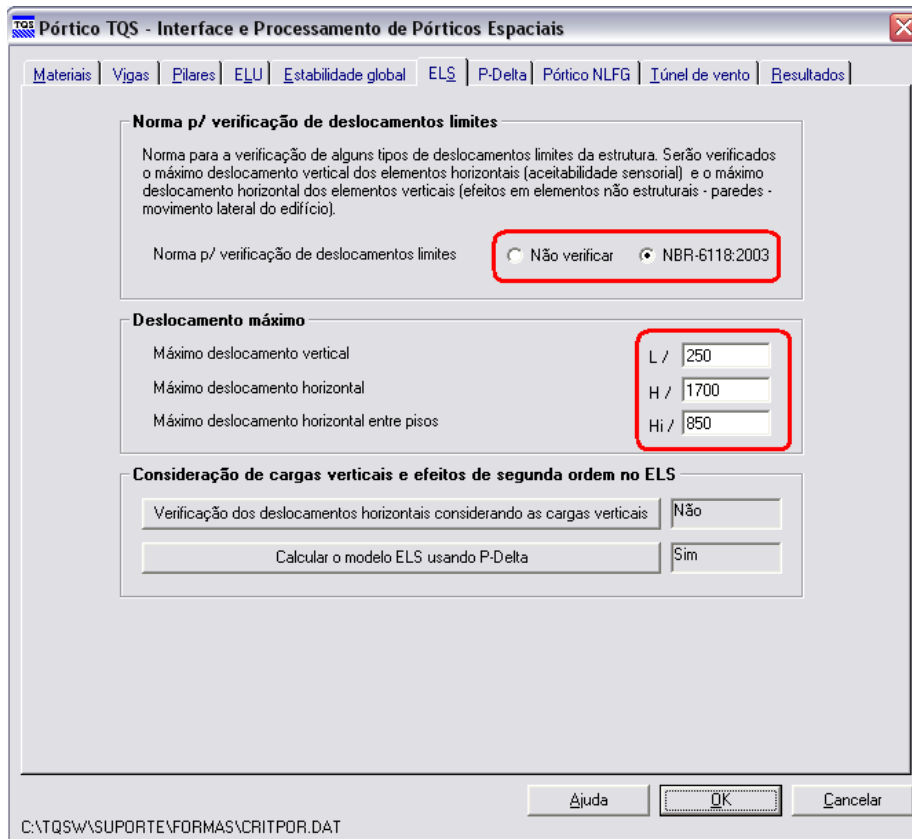 TQS Pórtico TQS - Interface e Processamento de Pórticos Espaciais
Materiais Vigas Pilares ELU Estabilidade global ELS P-Delta Pórtico NLFG Túnel de vento Resultados
Norma p/ verificação de deslocamentos limites
Norma para a verificação de alguns tipos de deslocamentos limites da estrutura. Serão verificados
o máximo deslocamento vertical dos elementos horizontais (aceitabilidade sensorial) e o máximo
deslocamento horizontal dos elementos verticais (efeitos em elementos não estruturais - paredes -
movimento lateral do edifício).
Norma p/ verificação de deslocamentos limites Não verificar NBR-6118:2003
Deslocamento máximo
Máximo deslocamento vertical L / 250
Máximo deslocamento horizontal H / 1700
Máximo deslocamento horizontal entre pisos Hi / 850
Consideração de cargas verticais e efeitos de segunda ordem no ELS
Verificação dos deslocamentos horizontais considerando as cargas verticais Não
Calcular o modelo ELS usando P-Delta Sim
Ajuda OK Cancelar
C:\TQSW\SUPORTE\FORMAS\CRITPOR.DAT